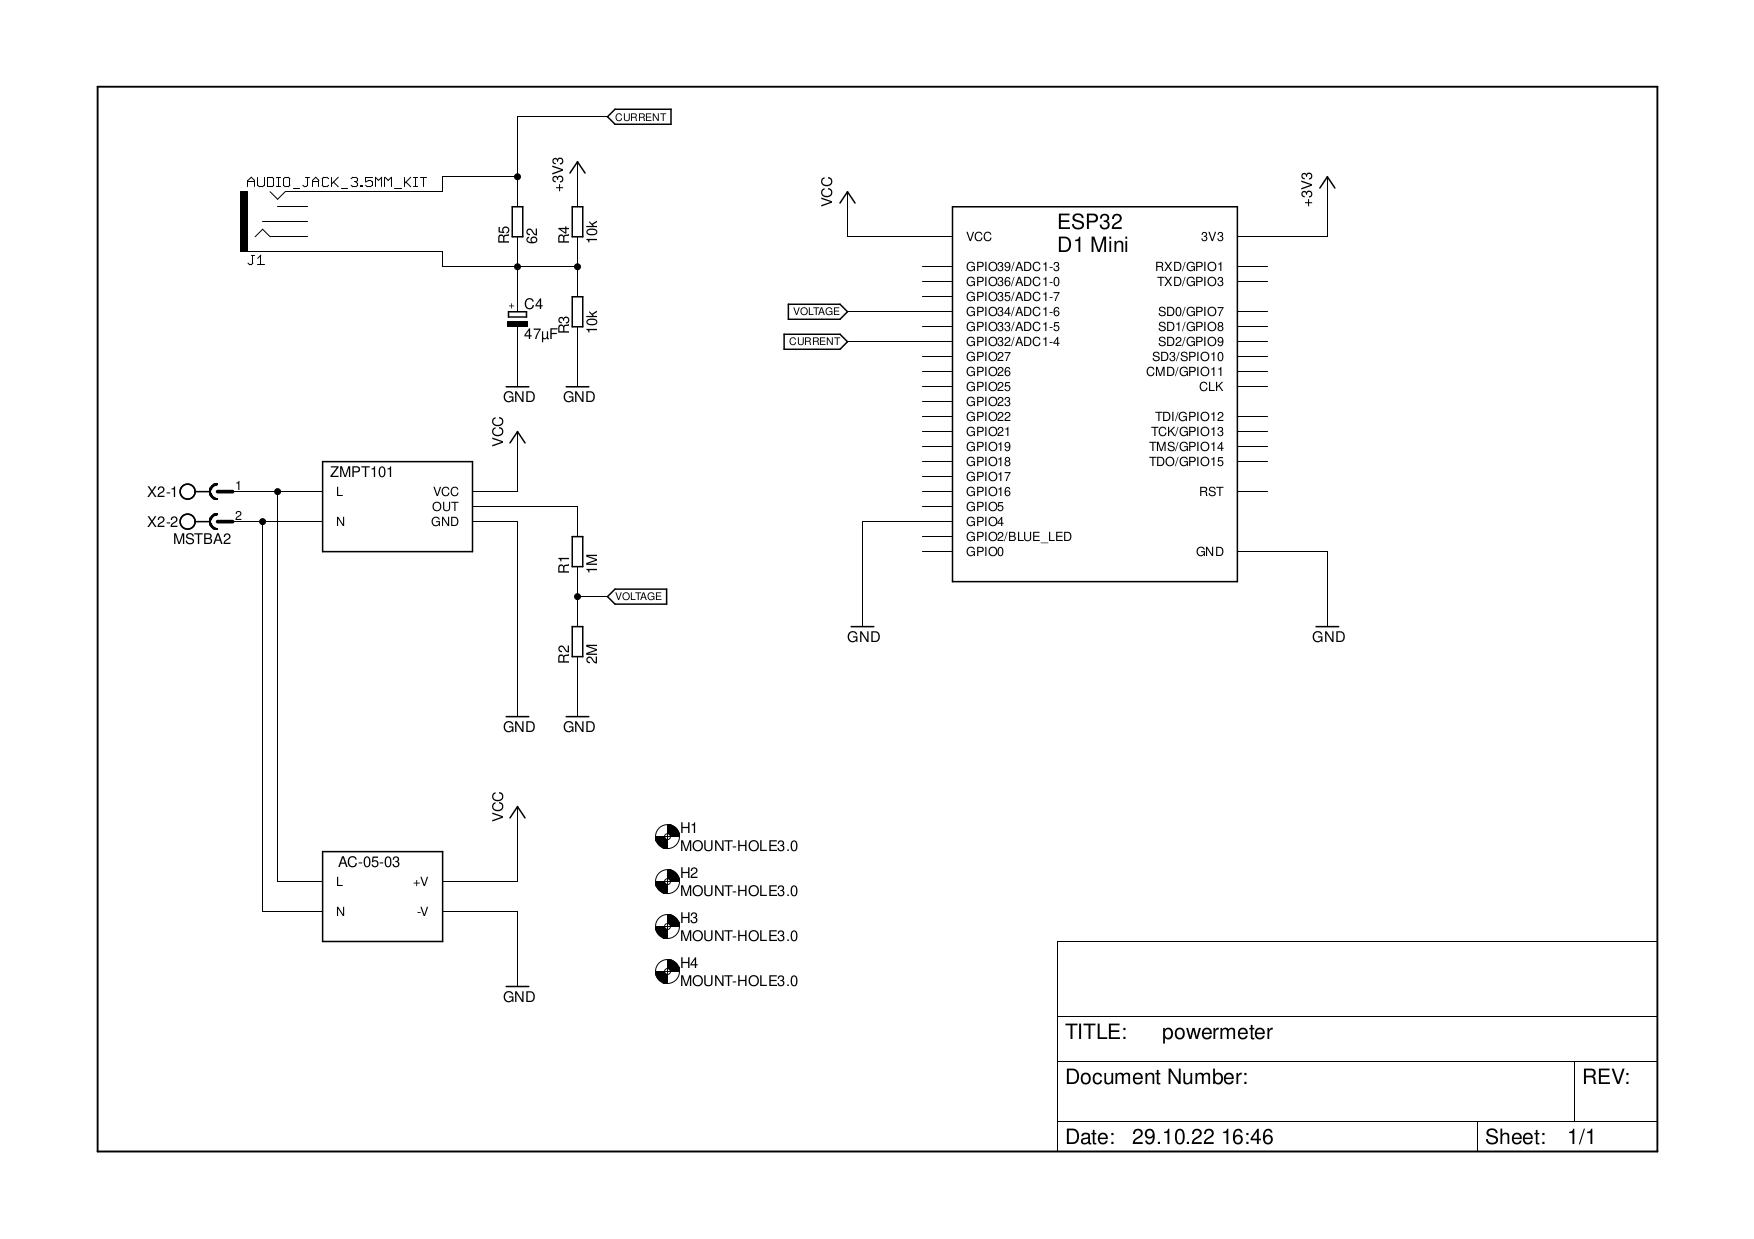 CURRENT
AUDIO_JACK_3.5MM_KIT
J1
+3V3
R5
62
R4
10k
C4
47µF
R3
10k
GND
GND
VCC
ZMPT101
X2-1
1
L
VCC
OUT
X2-2
2
N
GND
MSTBA2
R1
1M
VOLTAGE
R2
2M
GND
GND
VCC
AC-05-03
L
+V
N
-V
GND
H1
MOUNT-HOLE3.0
H2
MOUNT-HOLE3.0
H3
MOUNT-HOLE3.0
H4
MOUNT-HOLE3.0
VCC
+3V3
ESP32
D1 Mini
VCC
3V3
GPIO39/ADC1-3
RXD/GPIO1
GPIO36/ADC1-0
TXD/GPIO3
GPIO35/ADC1-7
VOLTAGE
GPIO34/ADC1-6
SD0/GPIO7
GPIO33/ADC1-5
SD1/GPIO8
CURRENT
GPIO32/ADC1-4
SD2/GPIO9
GPIO27
SD3/SPIO10
GPIO26
CMD/GPIO11
GPIO25
CLK
GPIO23
GPIO22
TDI/GPIO12
GPIO21
TCK/GPIO13
GPIO19
TMS/GPIO14
GPIO18
TDO/GPIO15
GPIO17
GPIO16
RST
GPIO5
GPIO4
GPIO2/BLUE_LED
GPIO0
GND
GND
GND
TITLE: powermeter
Document Number:
REV:
Date: 29.10.22 16:46
Sheet: 1/1